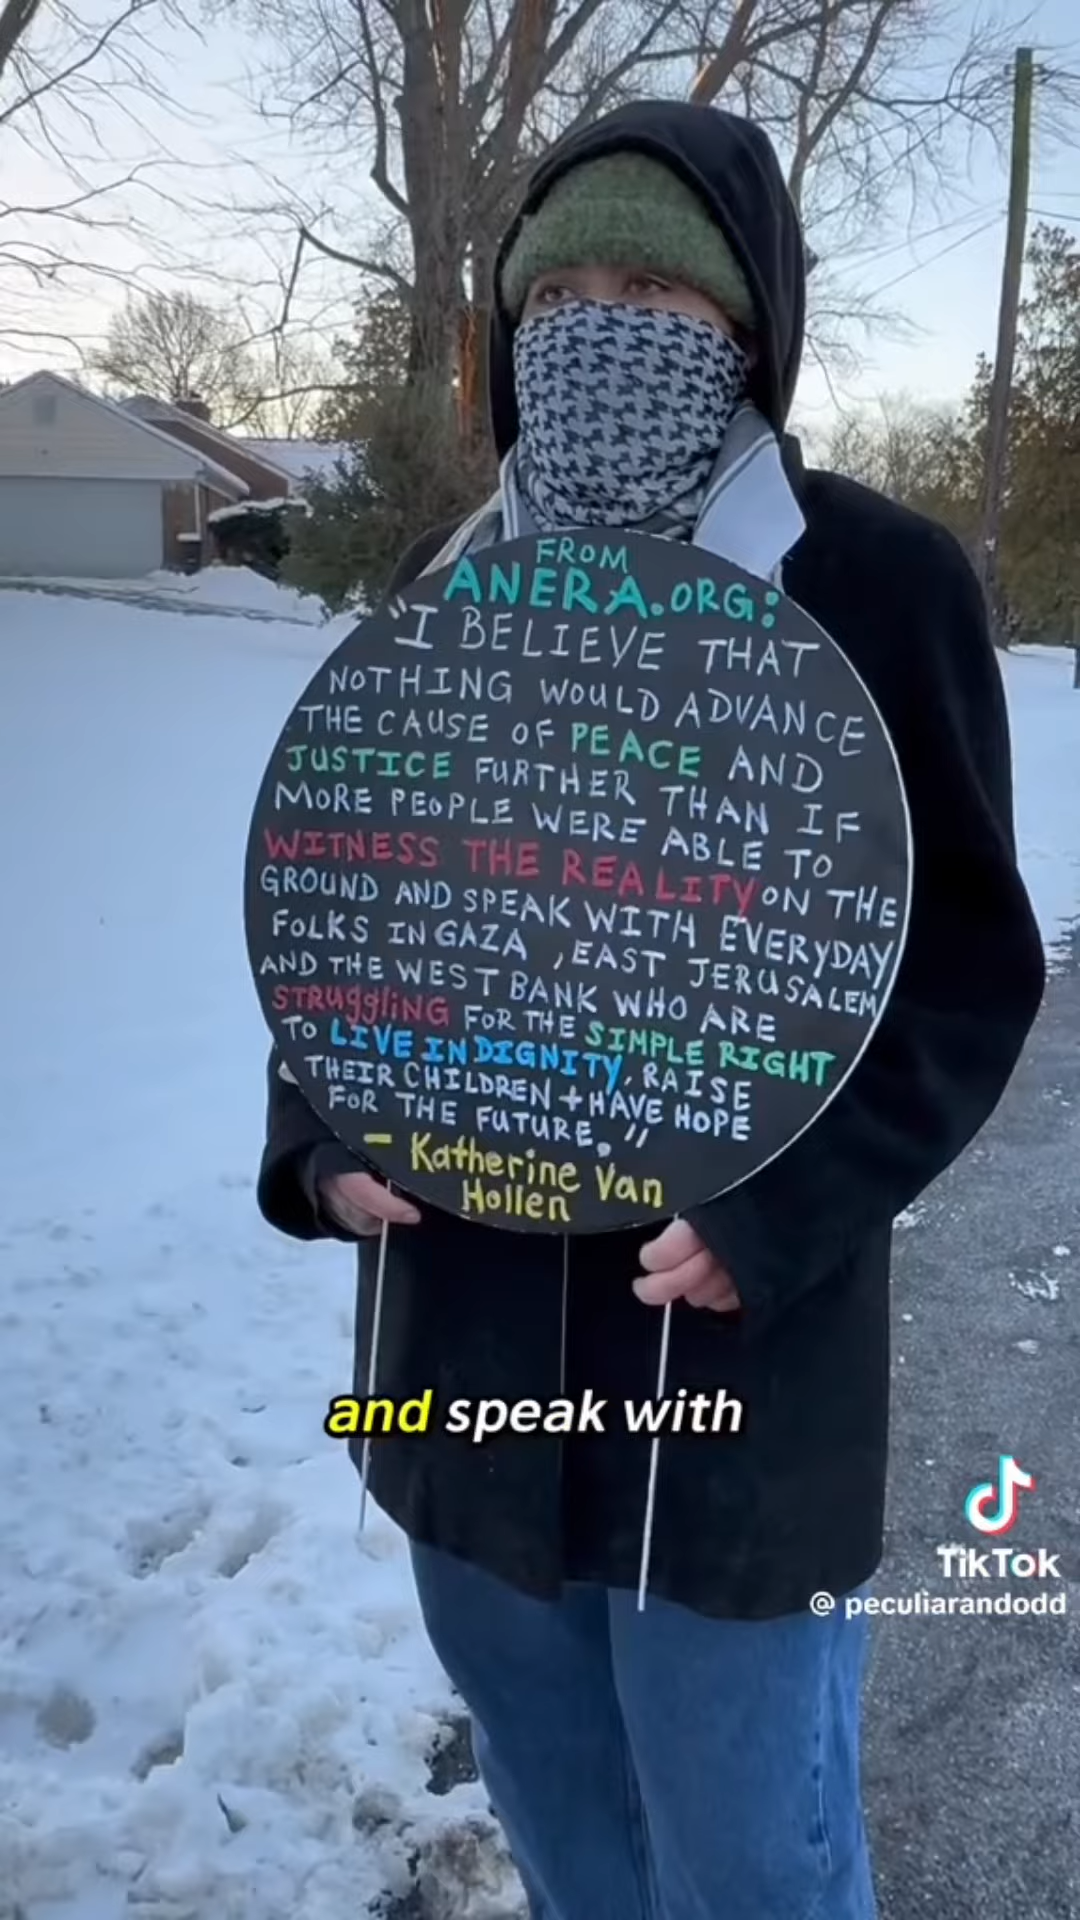 FROM
ANERA.ORG:
"I BELIEVE THAT
NOTHING WOULD ADVANCE
THE CAUSE OF PEACE AND
JUSTICE FURTHER THAN IF
MORE PEOPLE WERE ABLE TO
WITNESS THE REALITY ON THE
GROUND AND SPEAK WITH EVERYDAY
FOLKS IN GAZA, EAST JERUSALEM
AND THE WEST BANK WHO ARE
STRUggliNG FOR THE SIMPLE RIGHT
TO LIVE IN DIGNITY, RAISE
THEIR CHILDREN + HAVE HOPE
FOR THE FUTURE."
- Katherine Van
Hollen
and speak with
TikTok
@ peculiarandodd